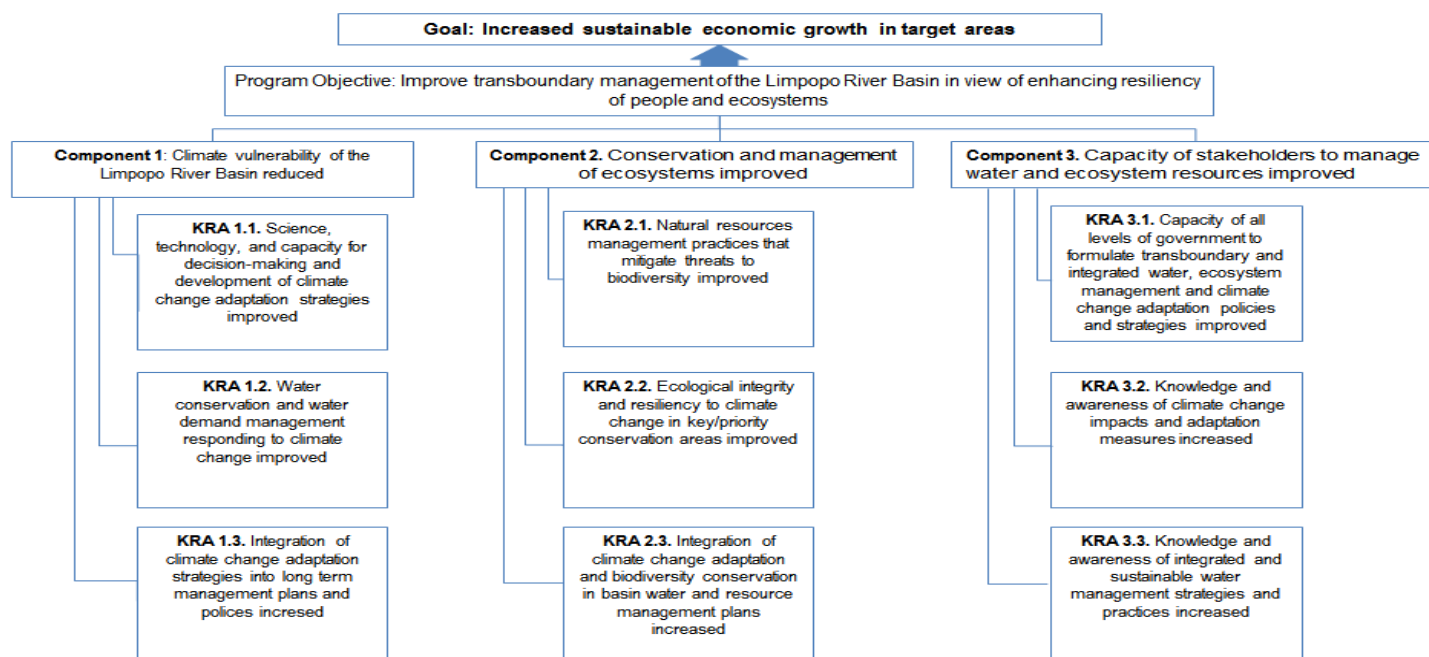 Goal: Increased sustainable economic growth in target areas
Program Objective: Improve transboundary management of the Limpopo River Basin in view of enhancing resiliency
of people and ecosystems
Component 1: Climate vulnerability of the
Limpopo River Basin reduced
KRA 1.1. Science,
technology, and capacity for
decision-making and
development of climate
change adaptation strategies
improved
KRA 1.2. Water
conservation and water
demand management
responding to climate
change improved
KRA 1.3. Integration of
climate change adaptation
strategies into long term
management plans and
polices incresed
Component 2. Conservation and management
of ecosystems improved
KRA 2.1. Natural resources
management practices that
mitigate threats to
biodiversity improved
KRA 2.2. Ecological integrity
and resiliency to climate
change in key/priority
conservation areas improved
KRA 2.3. Integration of
climate change adaptation
and biodiversity conservation
in basin water and resource
management plans
increased
Component 3. Capacity of stakeholders to manage
water and ecosystem resources improved
KRA 3.1. Capacity of all
levels of government to
formulate transboundary and
integrated water, ecosystem
management and climate
change adaptation policies
and strategies improved
KRA 3.2. Knowledge and
awareness of climate change
impacts and adaptation
measures increased
KRA 3.3. Knowledge and
awareness of integrated and
sustainable water
management strategies and
practices increased